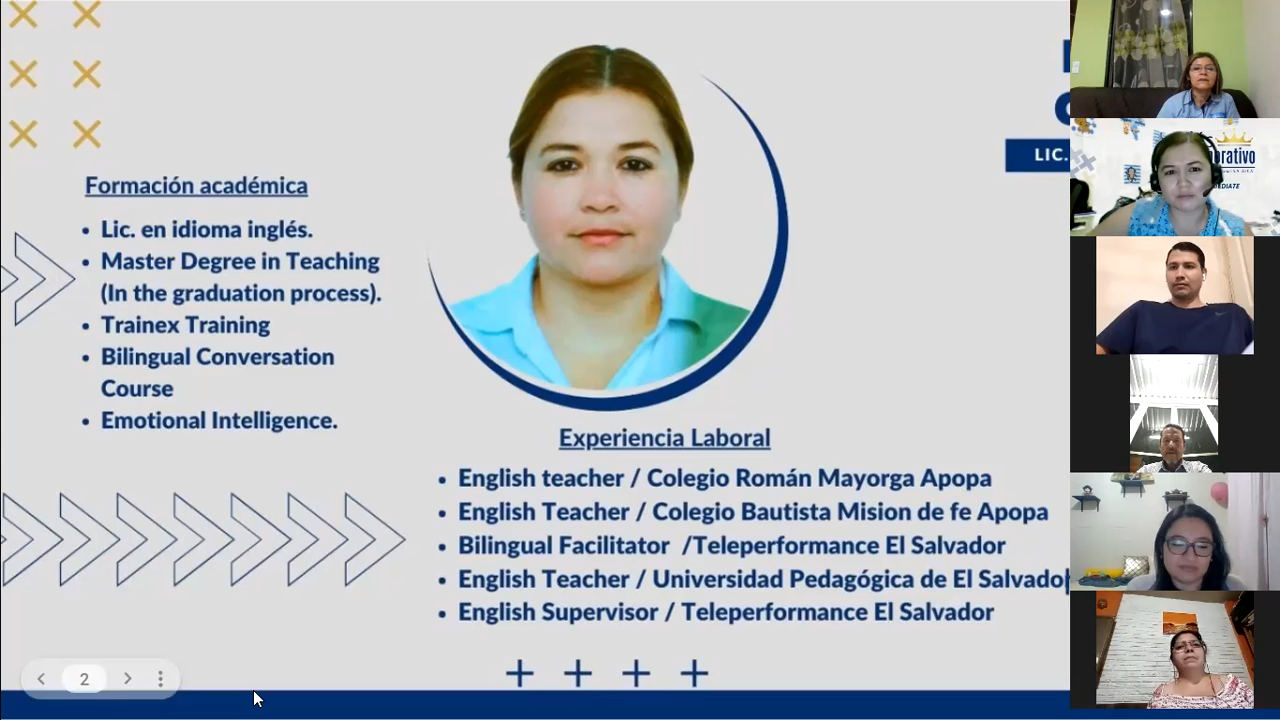 LIC.
Formación académica
• Lic. en idioma inglés.
• Master Degree in Teaching
(In the graduation process).
• Trainex Training
• Bilingual Conversation
Course
• Emotional Intelligence.
Experiencia Laboral
• English teacher / Colegio Román Mayorga Apopa
• English Teacher / Colegio Bautista Mision de fe Apopa
• Bilingual Facilitator /Teleperformance El Salvador
• English Teacher / Universidad Pedagógica de El Salvador
• English Supervisor / Teleperformance El Salvador
2